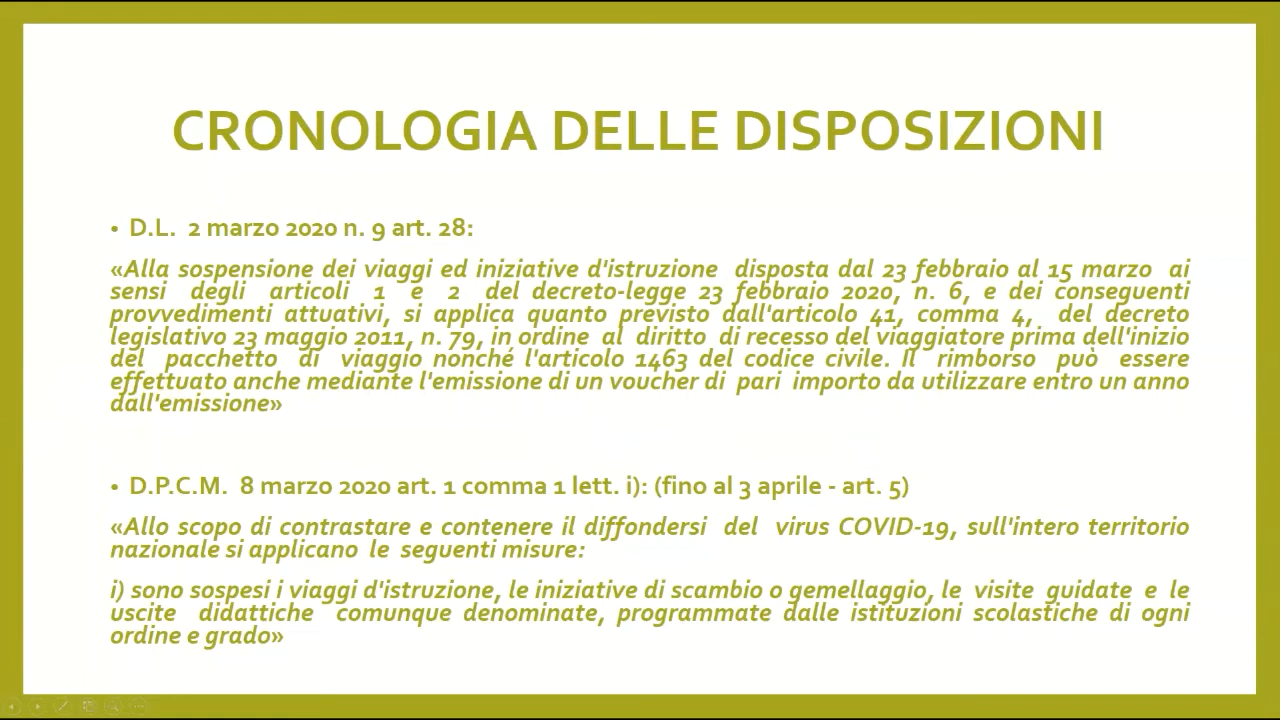 CRONOLOGIA DELLE DISPOSIZIONI
• D.L. 2 marzo 2020 n. 9 art. 28:
«Alla sospensione dei viaggi ed iniziative d'istruzione disposta dal 23 febbraio al 15 marzo ai
sensi degli articoli 1 e 2 del decreto-legge 23 febbraio 2020, n. 6, e dei conseguenti
provvedimenti attuativi, si applica quanto previsto dall'articolo 41, comma 4, del decreto
legislativo 23 maggio 2011, n. 79, in ordine al diritto di recesso del viaggiatore prima dell'inizio
del pacchetto di viaggio nonché l'articolo 1463 del codice civile. Il rimborso può essere
effettuato anche mediante l'emissione di un voucher di pari importo da utilizzare entro un anno
dall'emissione»
• D.P.C.M. 8 marzo 2020 art. 1 comma 1 lett. i): (fino al 3 aprile - art. 5)
«Allo scopo di contrastare e contenere il diffondersi del virus COVID-19, sull'intero territorio
nazionale si applicano le seguenti misure:
i) sono sospesi i viaggi d'istruzione, le iniziative di scambio o gemellaggio, le visite guidate e le
uscite didattiche comunque denominate, programmate dalle istituzioni scolastiche di ogni
ordine e grado»